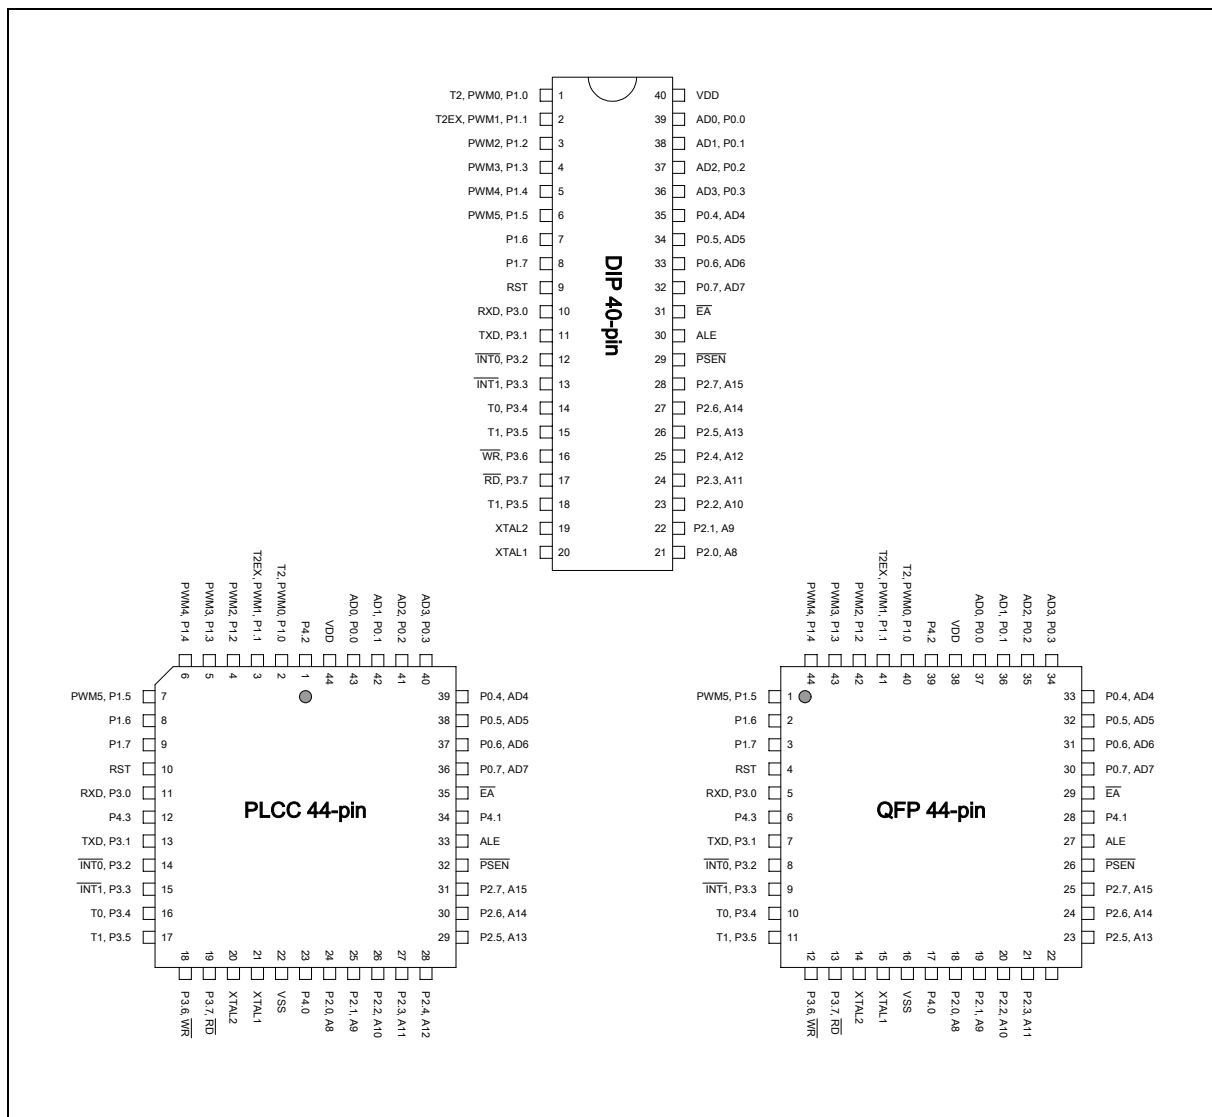 T2, PWM0, P1.0 1 40 VDD
T2EX, PWM1, P1.1 2 39 AD0, P0.0
PWM2, P1.2 3 38 AD1, P0.1
PWM3, P1.3 4 37 AD2, P0.2
PWM4, P1.4 5 36 AD3, P0.3
PWM5, P1.5 6 35 P0.4, AD4
P1.6 7 34 P0.5, AD5
P1.7 8 33 P0.6, AD6
RST 9 32 P0.7, AD7
RXD, P3.0 10 31 E̅A̅
TXD, P3.1 11 30 ALE
I̅N̅T̅0̅, P3.2 12 29 P̅S̅E̅N̅
I̅N̅T̅1̅, P3.3 13 28 P2.7, A15
T0, P3.4 14 27 P2.6, A14
T1, P3.5 15 26 P2.5, A13
W̅R̅, P3.6 16 25 P2.4, A12
R̅D̅, P3.7 17 24 P2.3, A11
T1, P3.5 18 23 P2.2, A10
XTAL2 19 22 P2.1, A9
XTAL1 20 21 P2.0, A8
DIP 40-pin
PWM4, P1.4
PWM3, P1.3
PWM2, P1.2
T2EX, PWM1, P1.1
T2, PWM0, P1.0
P4.2
VDD
AD0, P0.0
AD1, P0.1
AD2, P0.2
AD3, P0.3
6 5 4 3 2 1 44 43 42 41 40
PWM5, P1.5 7 39 P0.4, AD4
P1.6 8 38 P0.5, AD5
P1.7 9 37 P0.6, AD6
RST 10 36 P0.7, AD7
RXD, P3.0 11 35 E̅A̅
P4.3 12 34 P4.1
TXD, P3.1 13 33 ALE
I̅N̅T̅0̅, P3.2 14 32 P̅S̅E̅N̅
I̅N̅T̅1̅, P3.3 15 31 P2.7, A15
T0, P3.4 16 30 P2.6, A14
T1, P3.5 17 29 P2.5, A13
PLCC 44-pin
18 19 20 21 22 23 24 25 26 27 28
P3.6, W̅R̅
P3.7, R̅D̅
XTAL2
XTAL1
VSS
P4.0
P2.0, A8
P2.1, A9
P2.2, A10
P2.3, A11
P2.4, A12
PWM4, P1.4
PWM3, P1.3
PWM2, P1.2
T2EX, PWM1, P1.1
T2, PWM0, P1.0
P4.2
VDD
AD0, P0.0
AD1, P0.1
AD2, P0.2
AD3, P0.3
44 43 42 41 40 39 38 37 36 35 34
PWM5, P1.5 1 33 P0.4, AD4
P1.6 2 32 P0.5, AD5
P1.7 3 31 P0.6, AD6
RST 4 30 P0.7, AD7
RXD, P3.0 5 29 E̅A̅
P4.3 6 28 P4.1
TXD, P3.1 7 27 ALE
I̅N̅T̅0̅, P3.2 8 26 P̅S̅E̅N̅
I̅N̅T̅1̅, P3.3 9 25 P2.7, A15
T0, P3.4 10 24 P2.6, A14
T1, P3.5 11 23 P2.5, A13
QFP 44-pin
12 13 14 15 16 17 18 19 20 21 22
P3.6, W̅R̅
P3.7, R̅D̅
XTAL2
XTAL1
VSS
P4.0
P2.0, A8
P2.1, A9
P2.2, A10
P2.3, A11